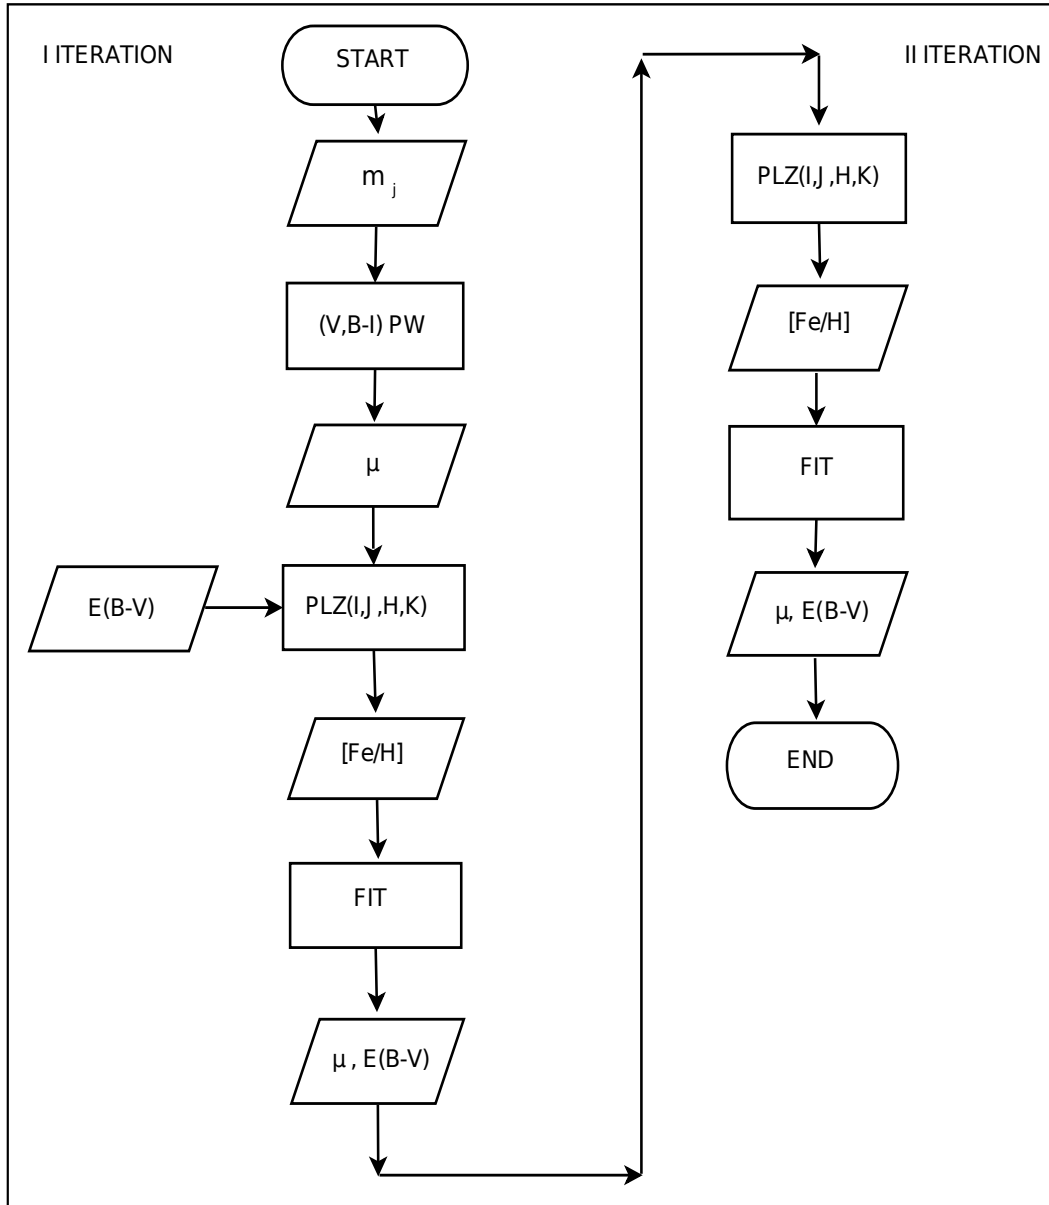 I ITERATION
START
m j
(V,B-I) PW
µ
E(B-V)
PLZ(I,J,H,K)
[Fe/H]
FIT
µ , E(B-V)
II ITERATION
PLZ(I,J,H,K)
[Fe/H]
FIT
µ, E(B-V)
END